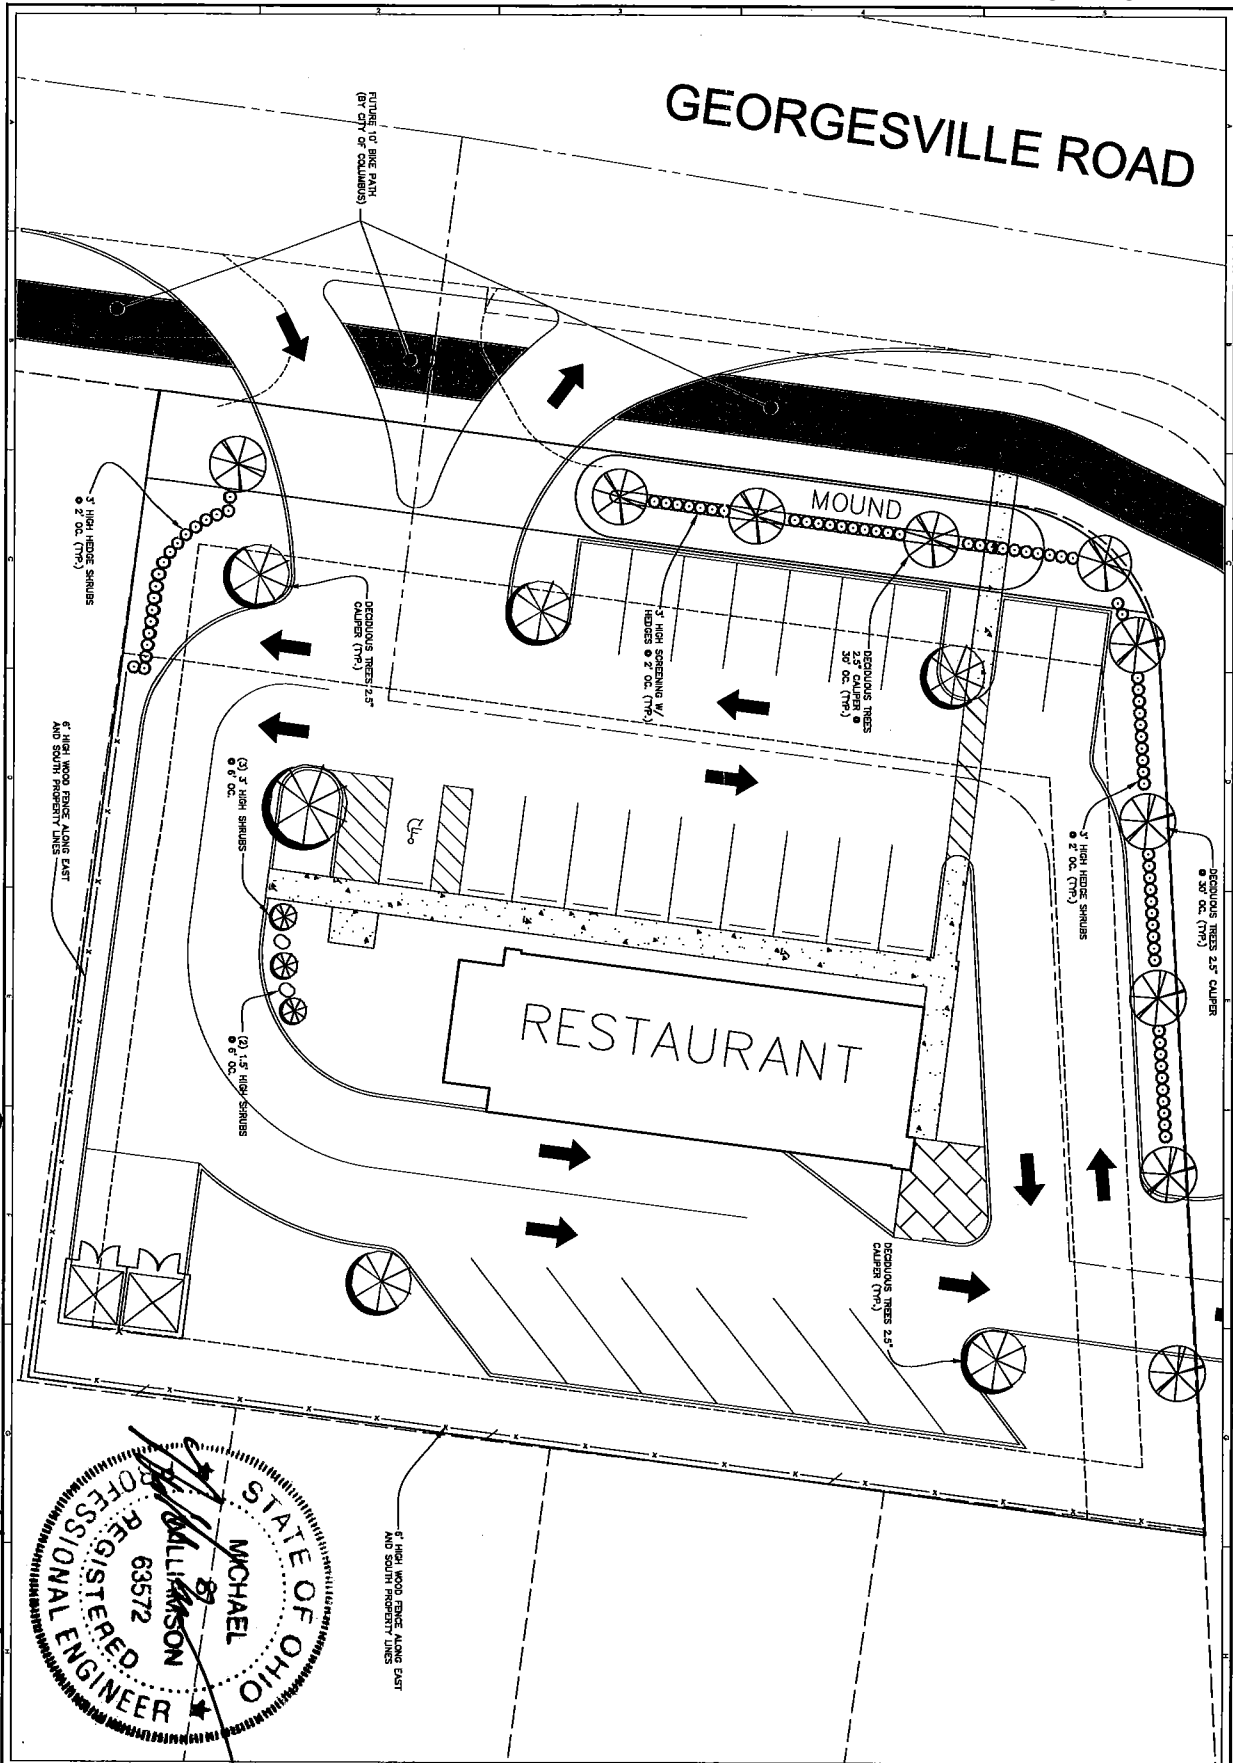 GEORGESVILLE ROAD
FUTURE 10' BIKE PATH
(BY CITY OF COLUMBUS)
MOUND
3' HIGH HEDGE SHRUBS
@ 2' OC. (TYP.)
DECIDUOUS TREES 2.5"
CALIPER (TYP.)
3' HIGH SCREENING W/
HEDGES @ 2' OC. (TYP.)
DECIDUOUS TREES
2.5" CALIPER @
30' OC. (TYP.)
3' HIGH HEDGE SHRUBS
@ 2' OC. (TYP.)
DECIDUOUS TREES 2.5" CALIPER
@ 30' OC. (TYP.)
6' HIGH WOOD FENCE ALONG EAST
AND SOUTH PROPERTY LINES
(3) 3' HIGH SHRUBS
@ 6' OC.
(2) 1.5' HIGH SHRUBS
@ 6' OC.
RESTAURANT
DECIDUOUS TREES 2.5"
CALIPER (TYP.)
6' HIGH WOOD FENCE ALONG EAST
AND SOUTH PROPERTY LINES
STATE OF OHIO
MICHAEL
63572
REGISTERED
PROFESSIONAL ENGINEER